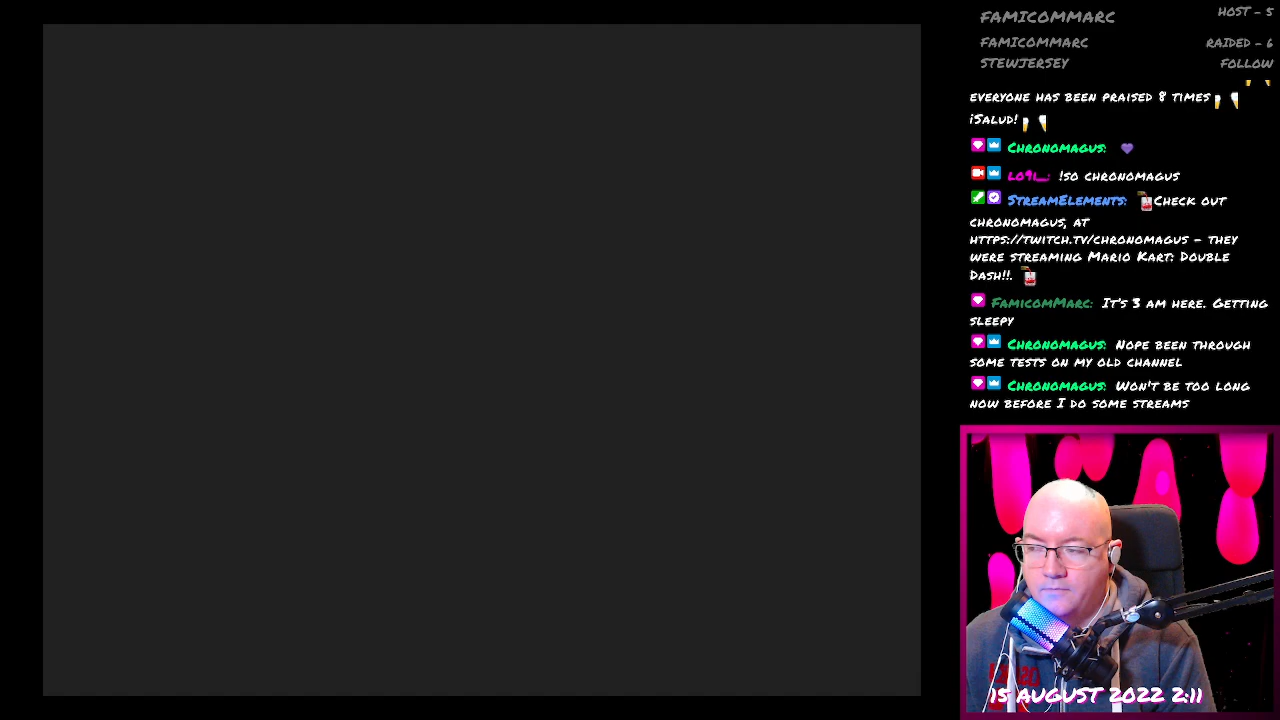 FAMICOMMARC HOST - 5
FAMICOMMARC RAIDED - 6
STEWJERSEY FOLLOW
EVERYONE HAS BEEN PRAISED 8 TIMES
¡SALUD!
CHRONOMAGUS:
LO9I__: !SO CHRONOMAGUS
STREAMELEMENTS: CHECK OUT
CHRONOMAGUS, AT
HTTPS://TWITCH.TV/CHRONOMAGUS - THEY
WERE STREAMING MARIO KART: DOUBLE
DASH!!.
FAMICOMMARC: IT'S 3 AM HERE. GETTING
SLEEPY
CHRONOMAGUS: NOPE BEEN THROUGH
SOME TESTS ON MY OLD CHANNEL
CHRONOMAGUS: WON'T BE TOO LONG
NOW BEFORE I DO SOME STREAMS
15 AUGUST 2022 2:11